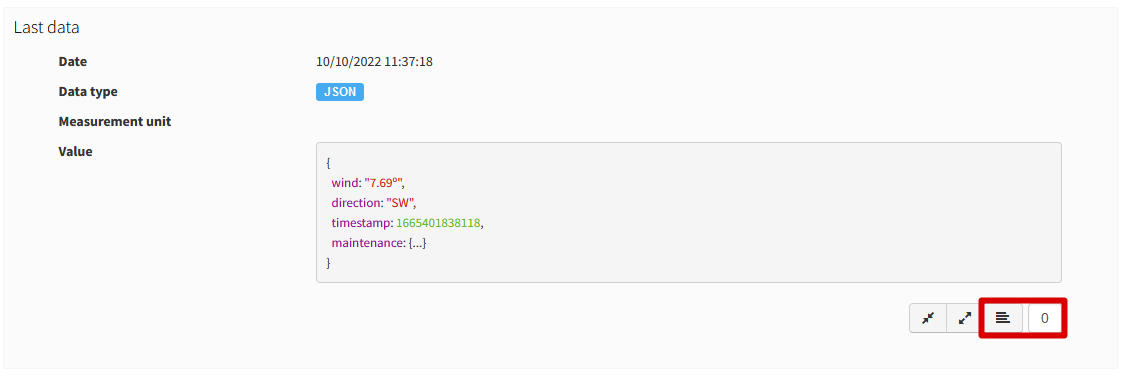 Last data
Date 10/10/2022 11:37:18
Data type JSON
Measurement unit
Value
{
wind: "7.69º",
direction: "SW",
timestamp: 1665401838118,
maintenance: {...}
}
0